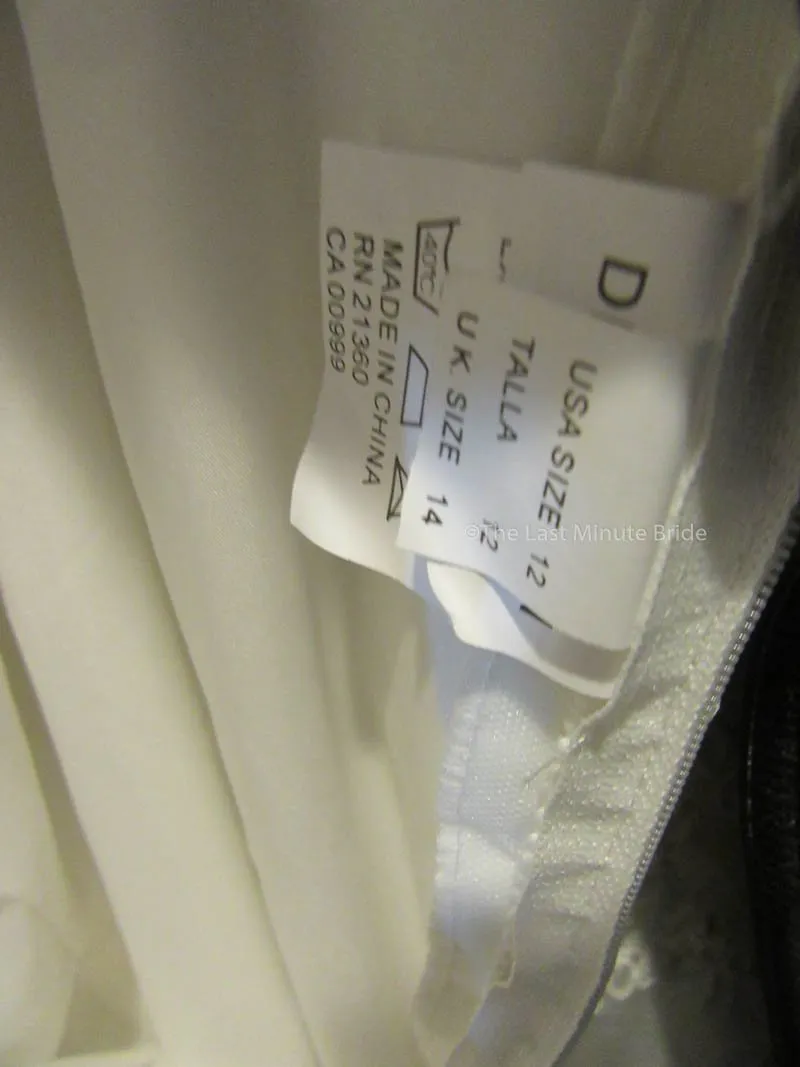 D
USA SIZE 12
TALLA 12
U.K. SIZE 14
40°C
MADE IN CHINA
RN 21360
CA 00999
©The Last Minute Bride